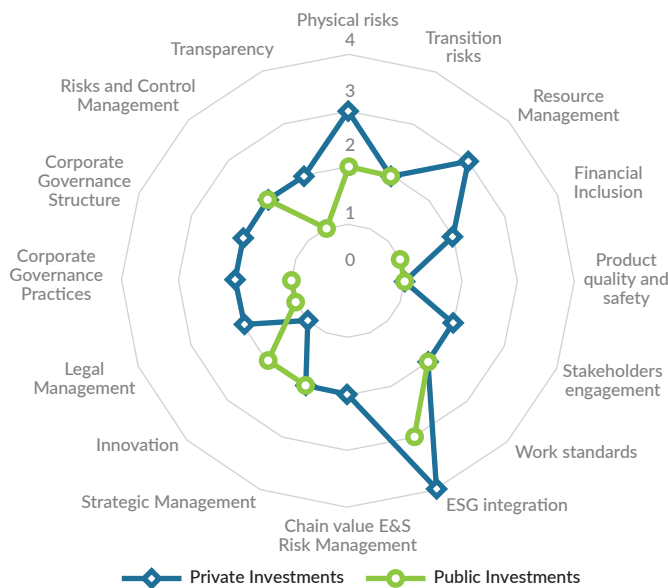 Physical risks
4
Transition
risks
Transparency
Risks and Control
Management
3
Resource
Management
2
Corporate
Governance
Structure
Financial
Inclusion
1
0
Corporate
Governance
Practices
Product
quality and
safety
Legal
Management
Stakeholders
engagement
Innovation
Work standards
Strategic Management
ESG integration
Chain value E&S
Risk Management
Private Investments
Public Investments